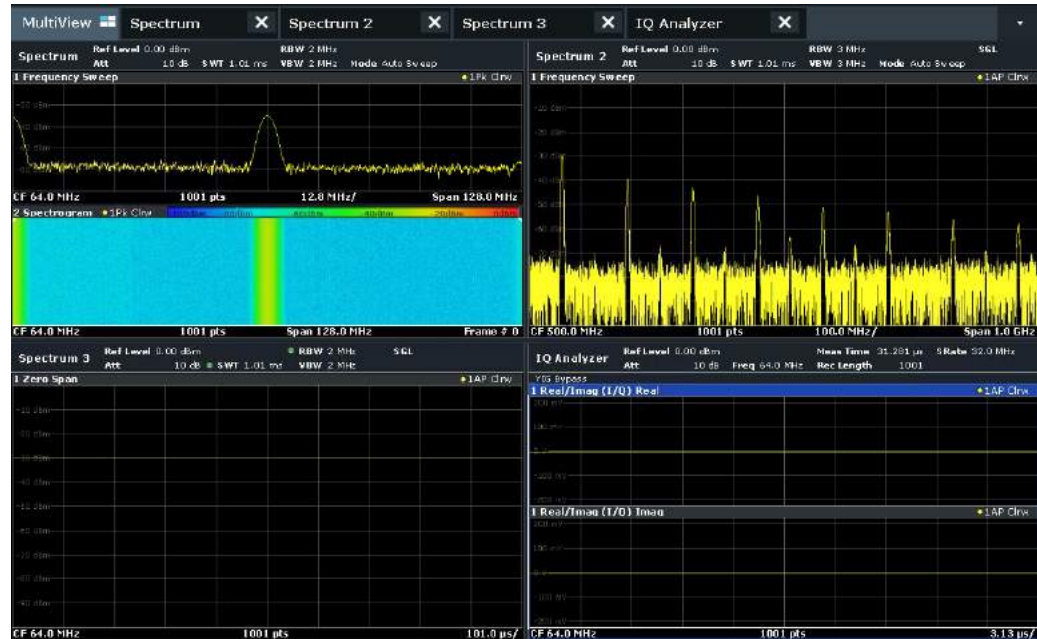 MultiView Spectrum X Spectrum 2 X Spectrum 3 X IQ Analyzer X
Spectrum Ref Level 0.00 dBm RBW 2 MHz
Att 10 dB SWT 1.01 ms VBW 2 MHz Mode Auto Sweep
1 Frequency Sweep 1Pk Clrw
CF 64.0 MHz 1001 pts 12.8 MHz/ Span 128.0 MHz
2 Spectrogram 1Pk Clrw
CF 64.0 MHz 1001 pts Span 128.0 MHz Frame # 0
Spectrum 2 Ref Level 0.00 dBm RBW 3 MHz SGL
Att 10 dB SWT 1.01 ms VBW 3 MHz Mode Auto Sweep
1 Frequency Sweep 1AP Clrw
CF 500.0 MHz 1001 pts 100.0 MHz/ Span 1.0 GHz
Spectrum 3 Ref Level 0.00 dBm RBW 2 MHz SGL
Att 10 dB SWT 1.01 ms VBW 2 MHz
1 Zero Span 1AP Clrw
CF 64.0 MHz 1001 pts 101.0 µs/
IQ Analyzer Ref Level 0.00 dBm Meas Time 31.281 µs SRate 32.0 MHz
Att 10 dB Freq 64.0 MHz Rec Length 1001
YIG Bypass
1 Real/Imag (I/Q) Real 1AP Clrw
1 Real/Imag (I/Q) Imag 1AP Clrw
CF 64.0 MHz 1001 pts 3.13 µs/